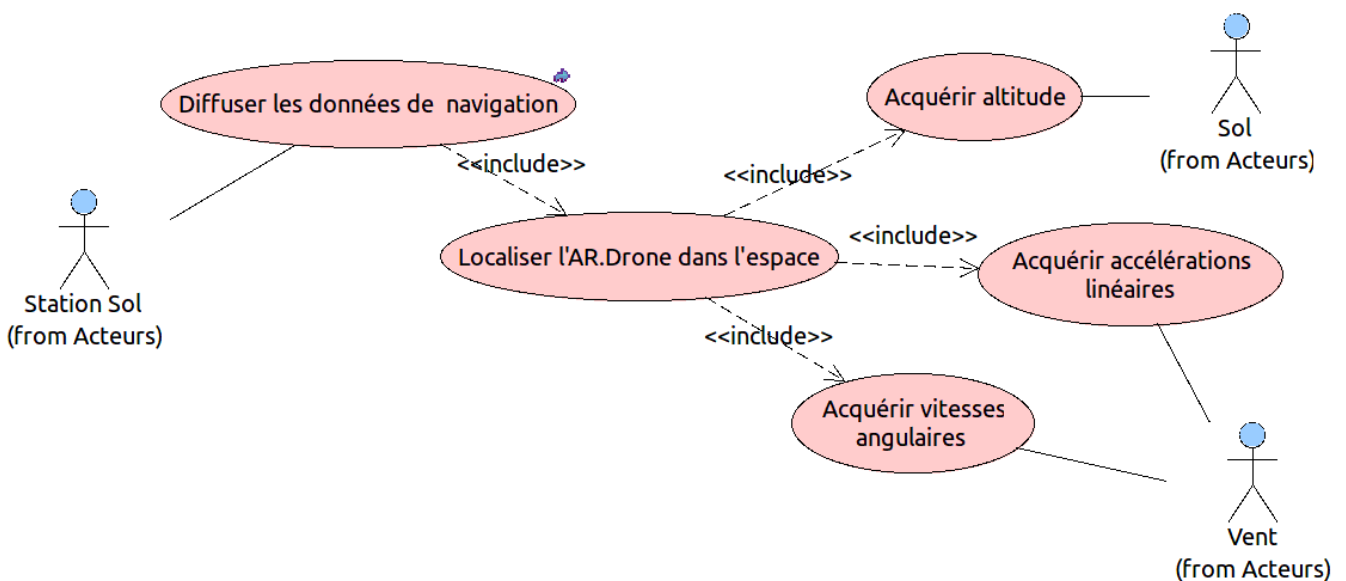 Diffuser les données de navigation
Acquérir altitude
Sol
(from Acteurs)
<<include>>
<<include>>
Station Sol
(from Acteurs)
Localiser l'AR.Drone dans l'espace
<<include>>
Acquérir accélérations
linéaires
<<include>>
Acquérir vitesses
angulaires
Vent
(from Acteurs)